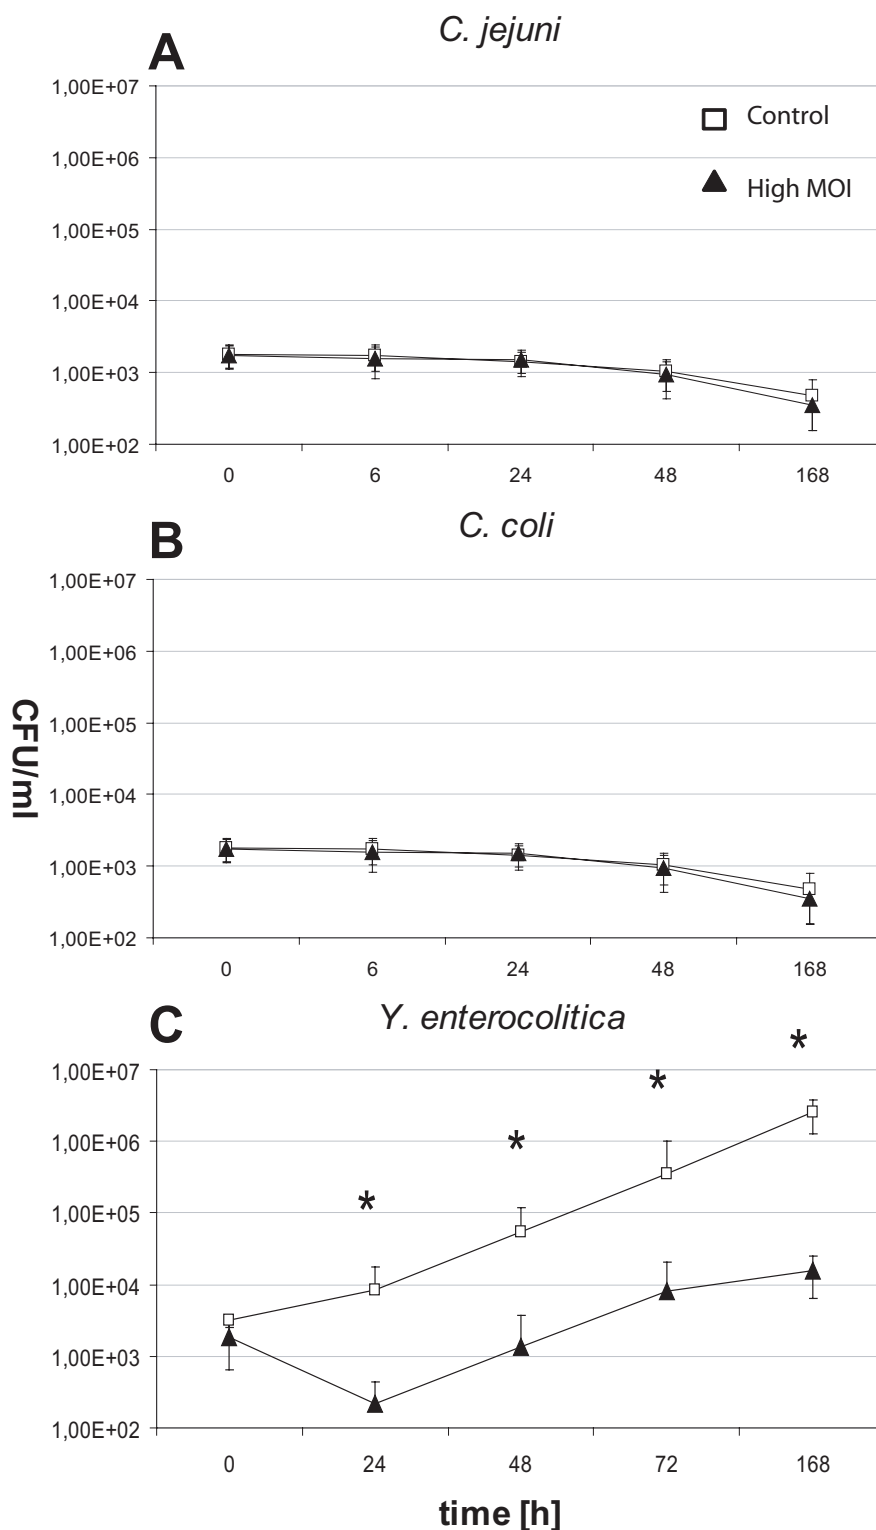 A
C. jejuni
1,00E+07
Control
1,00E+06
High MOI
1,00E+05
1,00E+04
1,00E+03
1,00E+02
0 6 24 48 168
B
C. coli
1,00E+07
1,00E+06
1,00E+05
CFU/ml
1,00E+04
1,00E+03
1,00E+02
0 6 24 48 168
C
Y. enterocolitica
*
1,00E+07
*
1,00E+06
*
*
1,00E+05
1,00E+04
1,00E+03
1,00E+02
0 24 48 72 168
time [h]